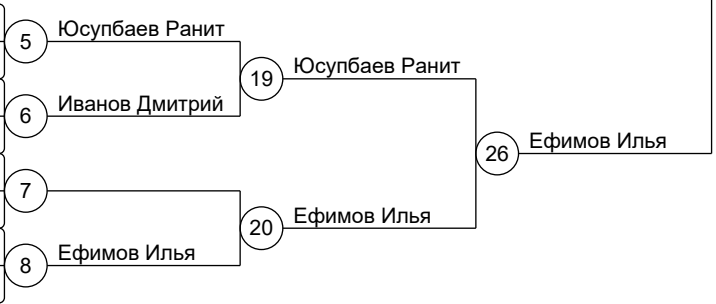 5 Юсупбаев Ранит
19 Юсупбаев Ранит
6 Иванов Дмитрий
26 Ефимов Илья
7
20 Ефимов Илья
8 Ефимов Илья